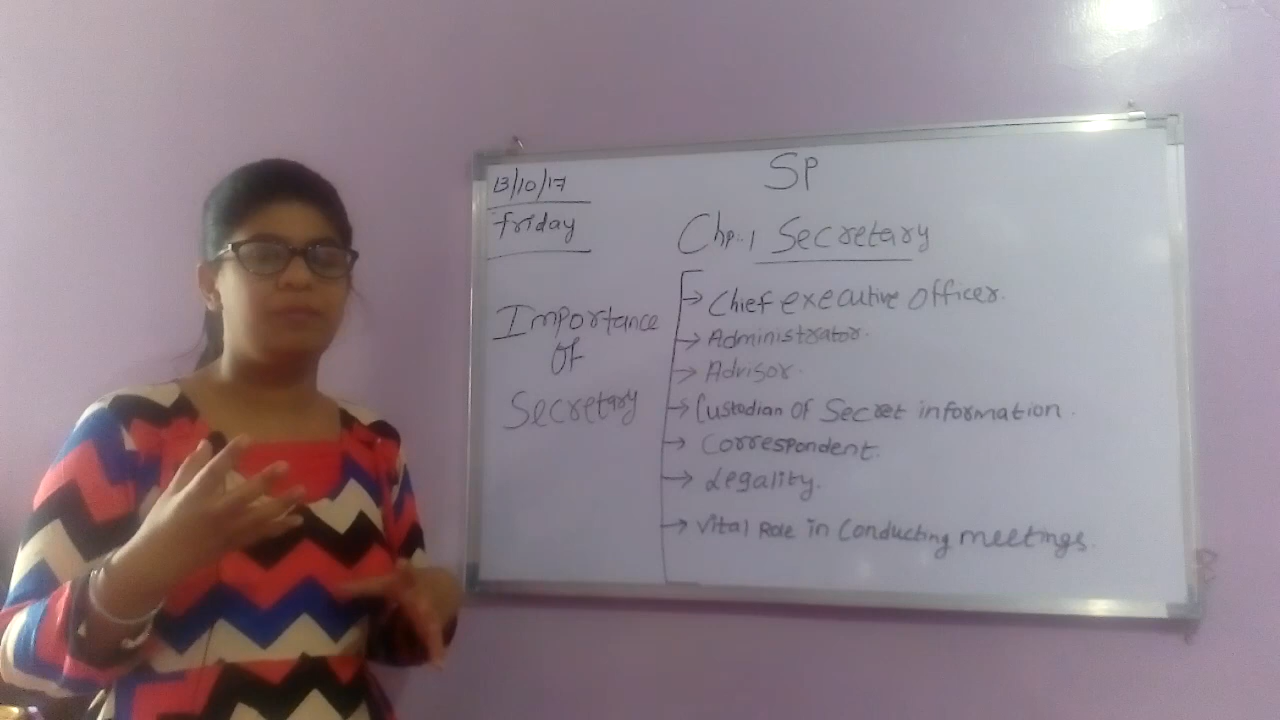 13/10/17
friday
SP
Chp..1 Secretary
Importance
Of
Secretary
→ Chief executive Officer.
→ Administrator.
→ Advisor.
→ Custodian Of Secret information.
→ Correspondent.
→ Legality.
→ Vital Role in Conducting meetings.